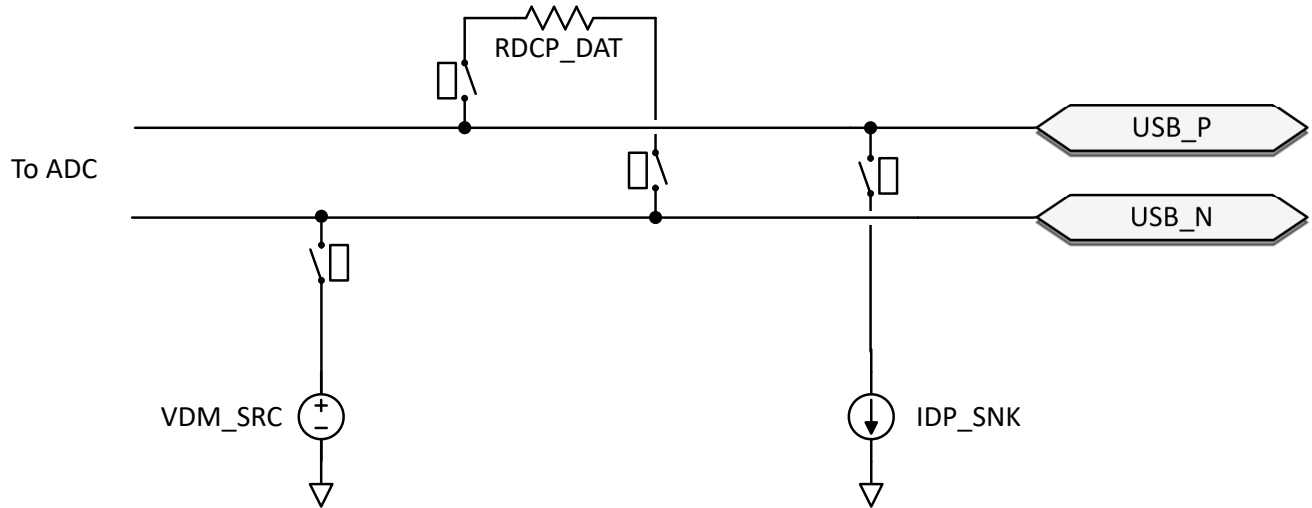 RDCP_DAT
USB_P
To ADC
USB_N
VDM_SRC
IDP_SNK